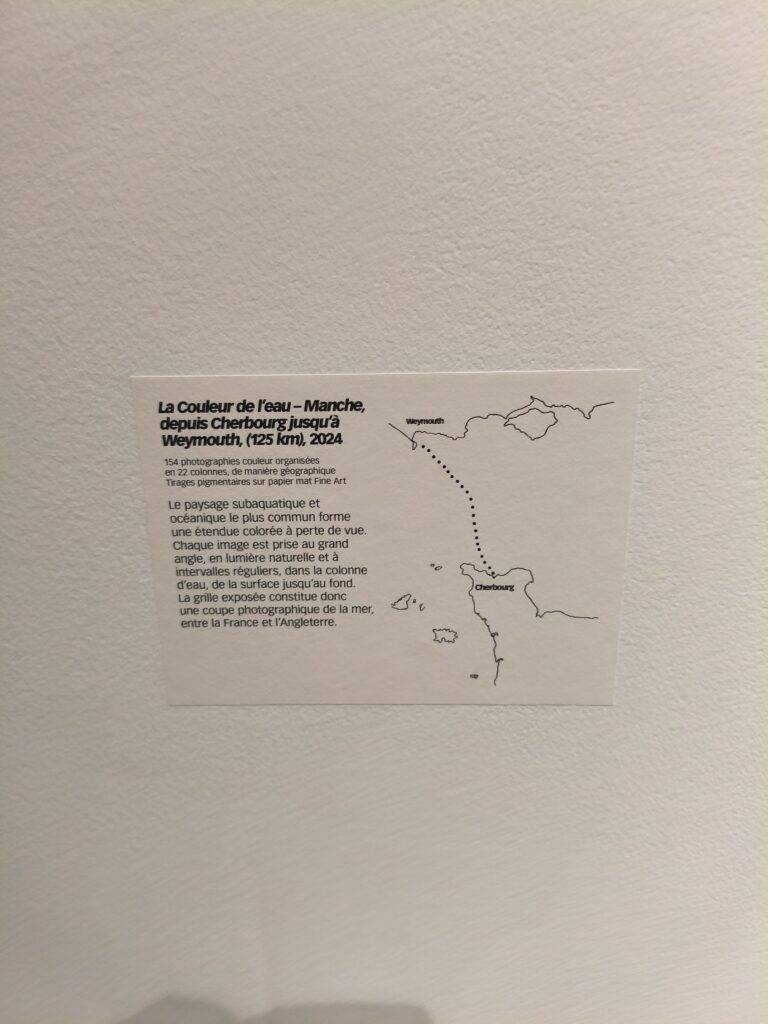 La Couleur de l'eau – Manche,
depuis Cherbourg jusqu'à
Weymouth, (125 km), 2024
154 photographies couleur organisées
en 22 colonnes, de manière géographique
Tirages pigmentaires sur papier mat Fine Art
Le paysage subaquatique et
océanique le plus commun forme
une étendue colorée à perte de vue.
Chaque image est prise au grand
angle, en lumière naturelle et à
intervalles réguliers, dans la colonne
d'eau, de la surface jusqu'au fond.
La grille exposée constitue donc
une coupe photographique de la mer,
entre la France et l'Angleterre.
Weymouth
Cherbourg